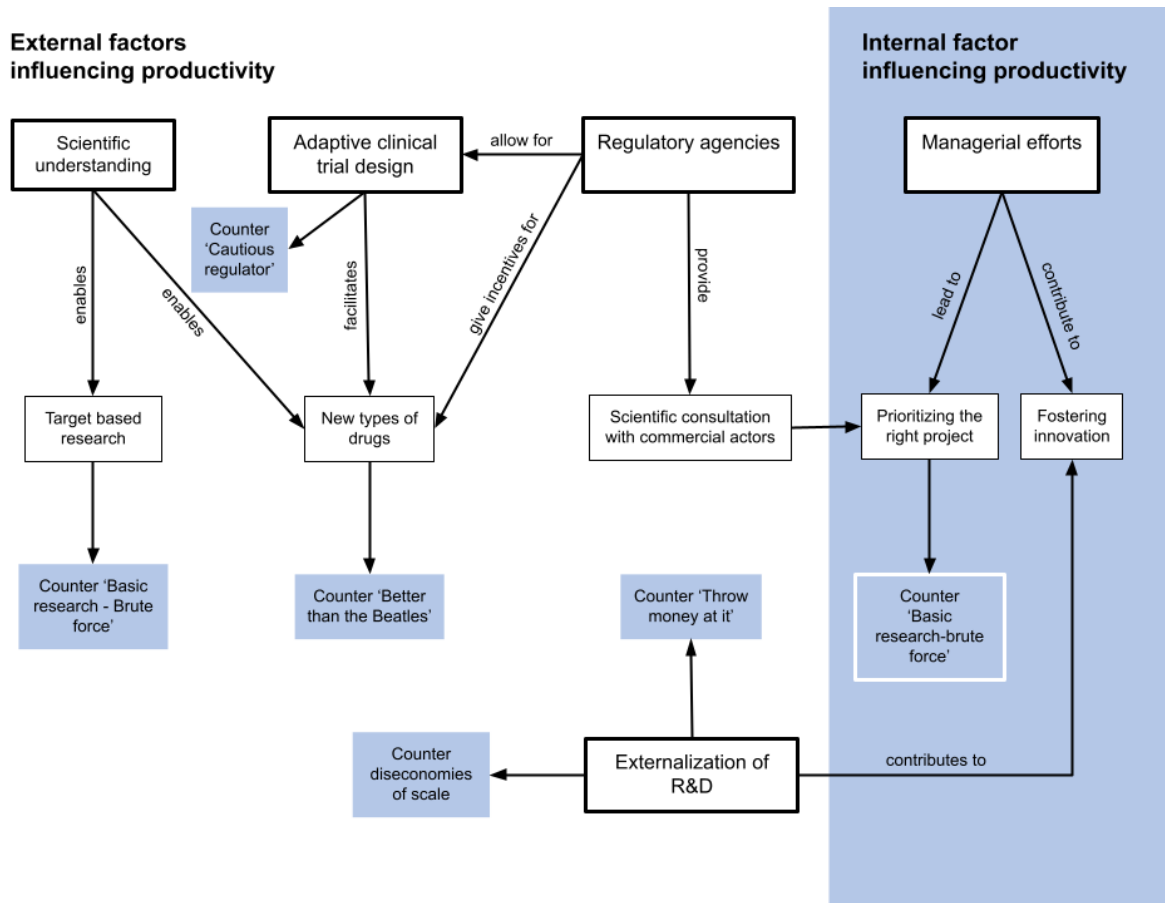 External factors
influencing productivity
Internal factor
influencing productivity
Scientific
understanding
Adaptive clinical
trial design
allow for
Regulatory agencies
Managerial efforts
Counter
‘Cautious
regulator’
enables
enables
facilitates
give incentives for
provide
lead to
contribute to
Target based
research
New types of
drugs
Scientific consultation
with commercial actors
Prioritizing the
right project
Fostering
innovation
Counter ‘Basic
research - Brute
force’
Counter ‘Better
than the Beatles’
Counter ‘Throw
money at it’
Counter
‘Basic
research-brute
force’
Counter
diseconomies
of scale
Externalization of
R&D
contributes to